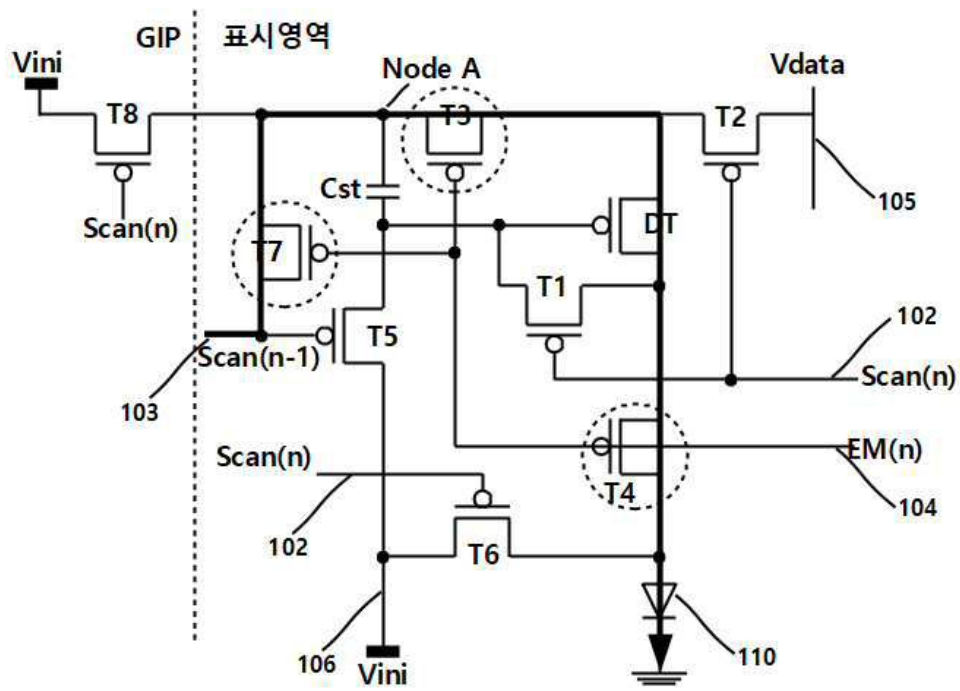 GIP
표시영역
Vini
Node A
Vdata
T8
T3
T2
Cst
105
Scan(n)
T7
DT
T1
T5
102
Scan(n-1)
Scan(n)
103
Scan(n)
EM(n)
T4
104
102
T6
106
Vini
110